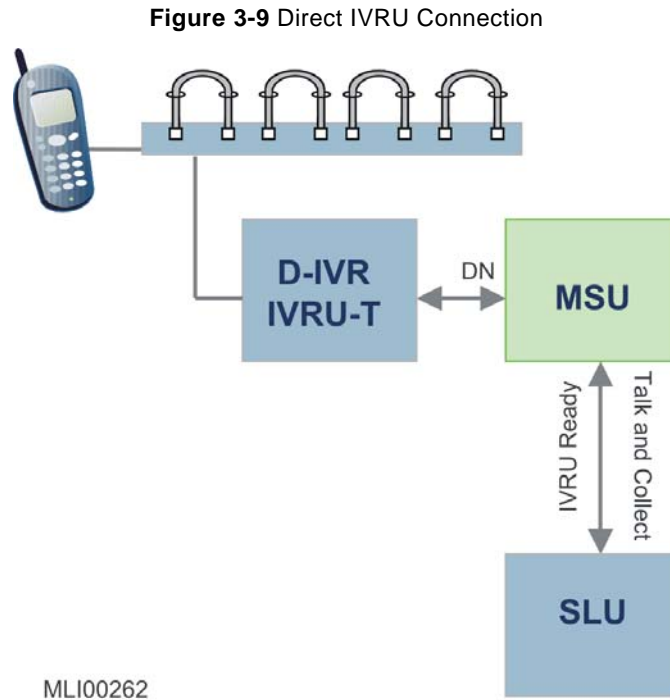 Figure 3-9 Direct IVRU Connection
D-IVR
IVRU-T
DN
MSU
IVRU Ready
Talk and Collect
SLU
MLI00262